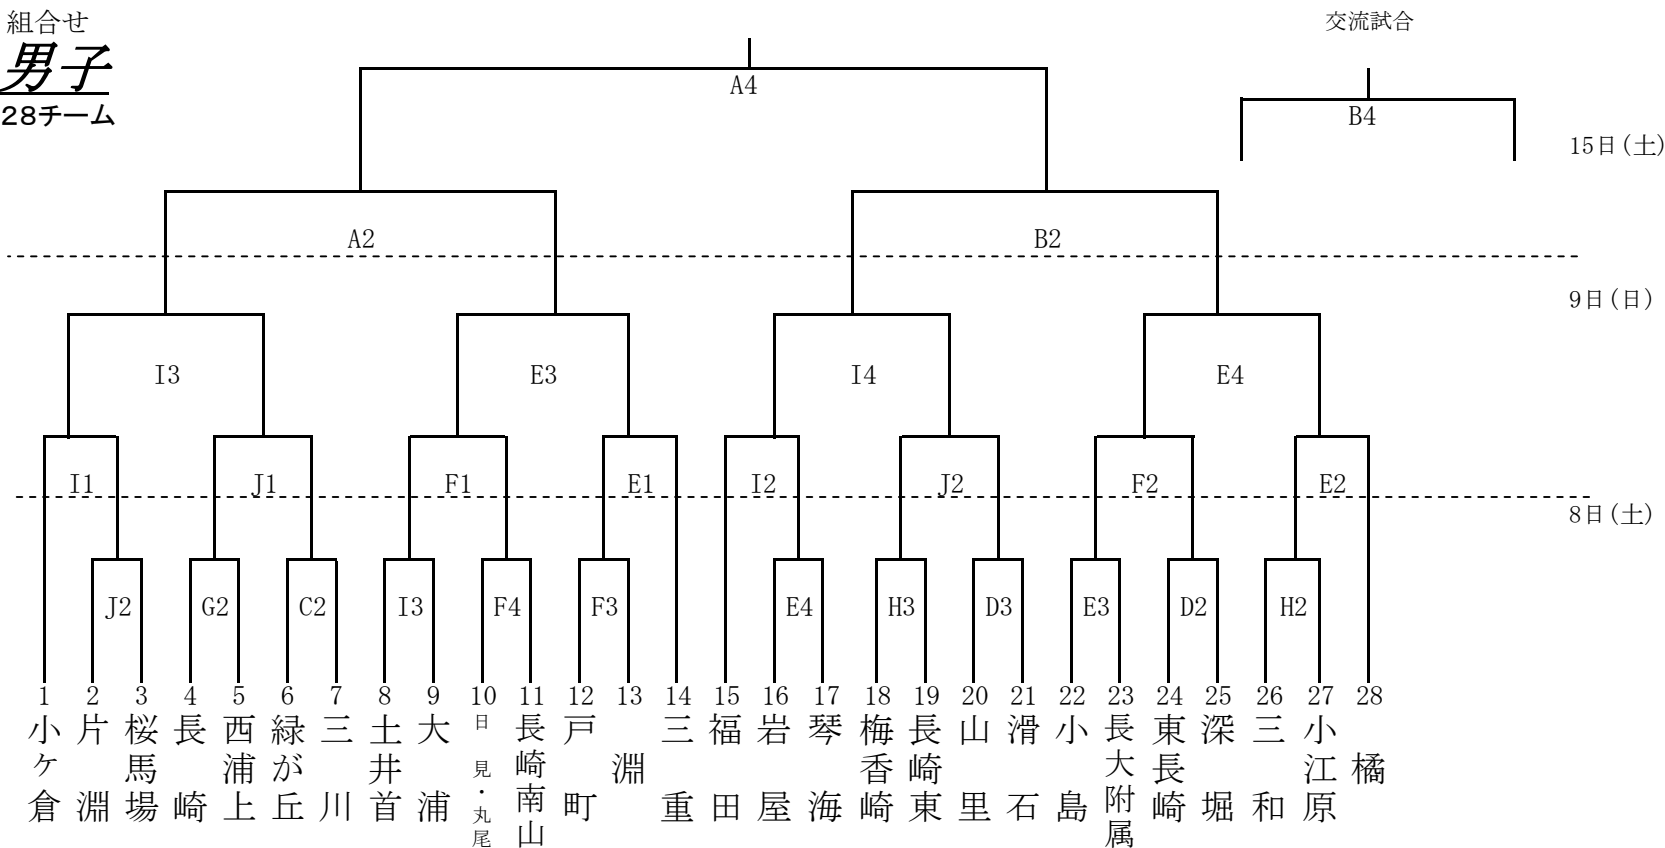 組合せ
交流試合
男子
28チーム
A4
B4
15日(土)
A2
B2
9日(日)
I3
E3
I4
E4
I1
J1
F1
E1
I2
J2
F2
E2
8日(土)
J2
G2
C2
I3
F4
F3
E4
H3
D3
E3
D2
H2
1
2
3
4
5
6
7
8
9
10
11
12
13
14
15
16
17
18
19
20
21
22
23
24
25
26
27
28
小ケ倉
片淵
桜馬場
長崎
西浦上
緑が丘
三川
土井首
大浦
日見・丸尾
長崎南山
戸町
淵
三重
福田
岩屋
琴海
梅香崎
長崎東
山里
滑石
小島
長大附属
東長崎
深堀
三和
小江原
橘